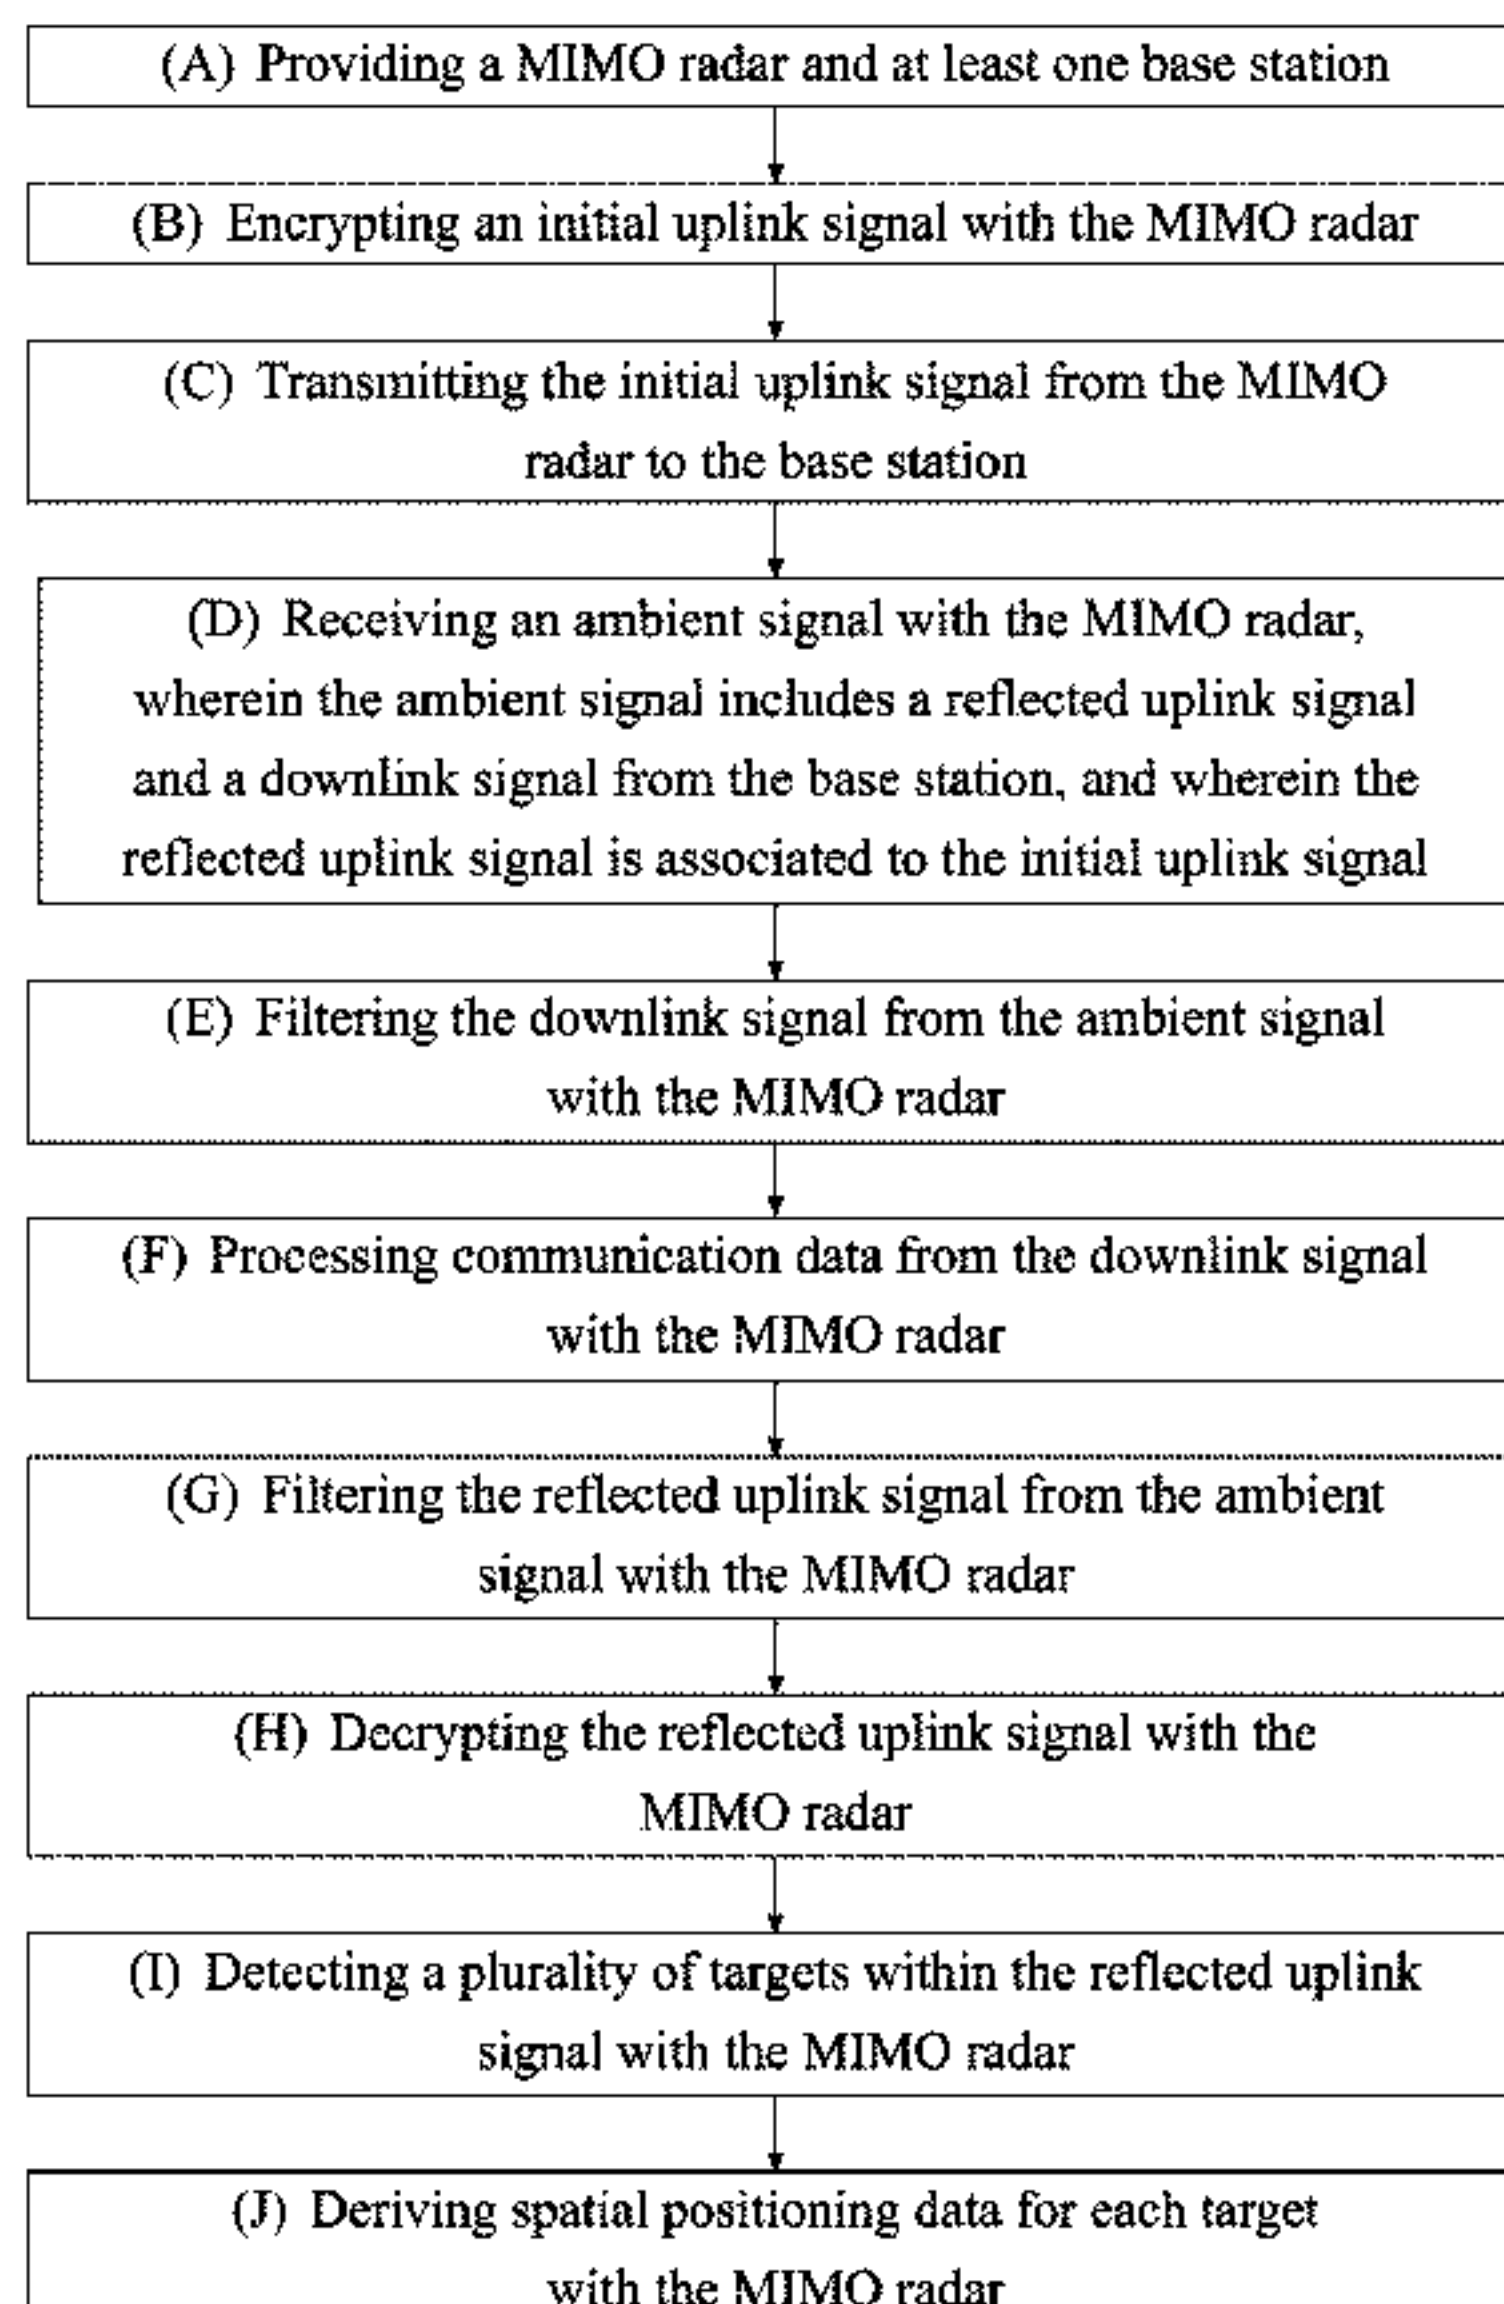 (A) Providing a MIMO radar and at least one base station
(B) Encrypting an initial uplink signal with the MIMO radar
(C) Transmitting the initial uplink signal from the MIMO
radar to the base station
(D) Receiving an ambient signal with the MIMO radar,
wherein the ambient signal includes a reflected uplink signal
and a downlink signal from the base station, and wherein the
reflected uplink signal is associated to the initial uplink signal
(E) Filtering the downlink signal from the ambient signal
with the MIMO radar
(F) Processing communication data from the downlink signal
with the MIMO radar
(G) Filtering the reflected uplink signal from the ambient
signal with the MIMO radar
(H) Decrypting the reflected uplink signal with the
MIMO radar
(I) Detecting a plurality of targets within the reflected uplink
signal with the MIMO radar
(J) Deriving spatial positioning data for each target
with the MIMO radar